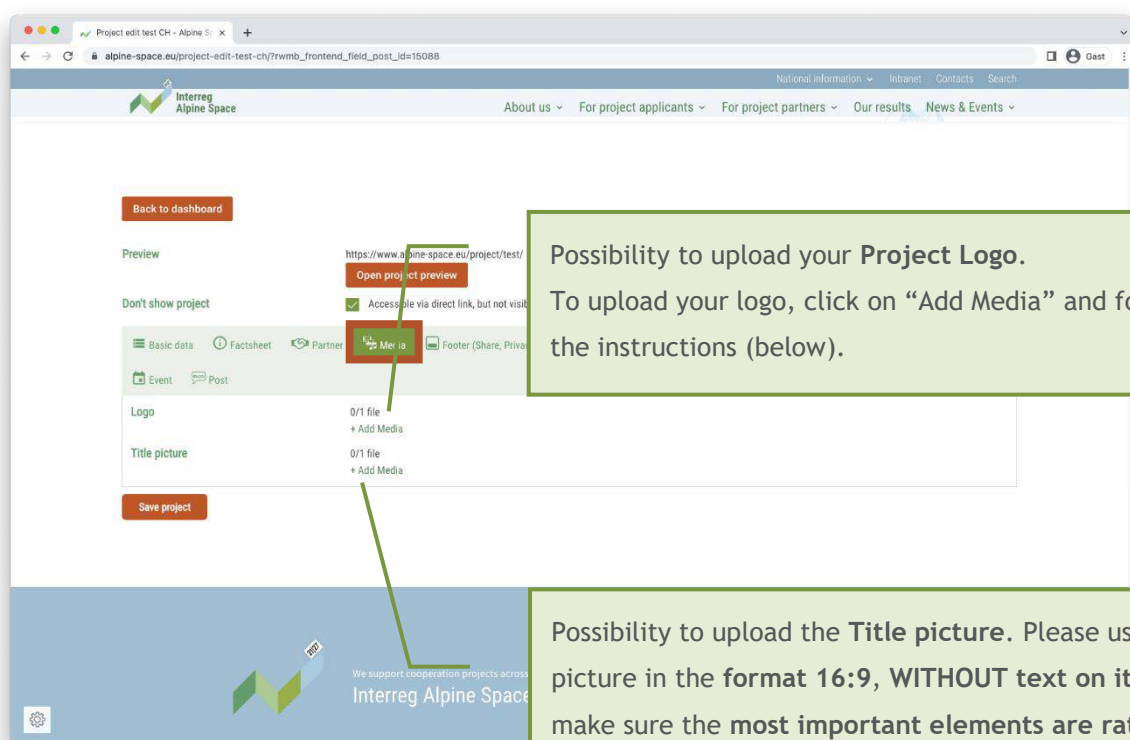 Project edit test CH - Alpine S
alpine-space.eu/project-edit-test-ch/?rwmb_frontend_field_post_id=15088
Gast
National information Intranet Contacts Search
Interreg
Alpine Space
About us For project applicants For project partners Our results News & Events
Back to dashboard
Preview
https://www.alpine-space.eu/project/test/
Open project preview
Don't show project
Accessible via direct link, but not visib
Basic data Factsheet Partner Media Footer (Share, Priva
Event Post
Logo
0/1 file
+ Add Media
Title picture
0/1 file
+ Add Media
Save project
Possibility to upload your Project Logo.
To upload your logo, click on “Add Media” and fo
the instructions (below).
2027
We support cooperation projects across
Interreg Alpine Space
Possibility to upload the Title picture. Please us
picture in the format 16:9, WITHOUT text on it
make sure the most important elements are rat